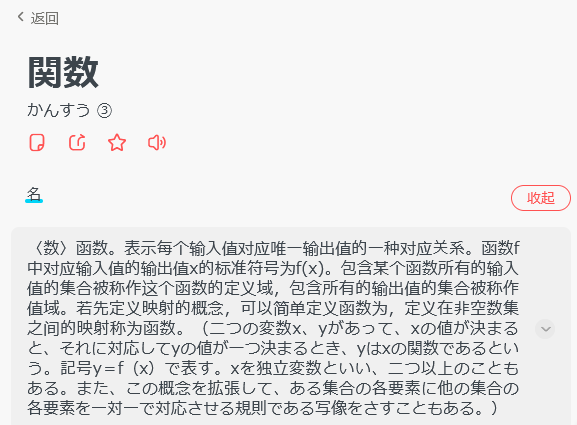 返回
関数
かんすう ③
名
收起
〈数〉函数。表示每个输入值对应唯一输出值的一种对应关系。函数f
中对应输入值的输出值x的标准符号为f(x)。包含某个函数所有的输入
值的集合被称作这个函数的定义域，包含所有的输出值的集合被称作
值域。若先定义映射的概念，可以简单定义函数为，定义在非空数集
之间的映射称为函数。（二つの変数x、yがあって、xの値が決まる
と、それに対応してyの値が一つ決まるとき、yはxの関数であるとい
う。記号y＝f（x）で表す。xを独立変数といい、二つ以上のことも
ある。また、この概念を拡張して、ある集合の各要素に他の集合の
各要素を一対一で対応させる規則である写像をさすこともある。）